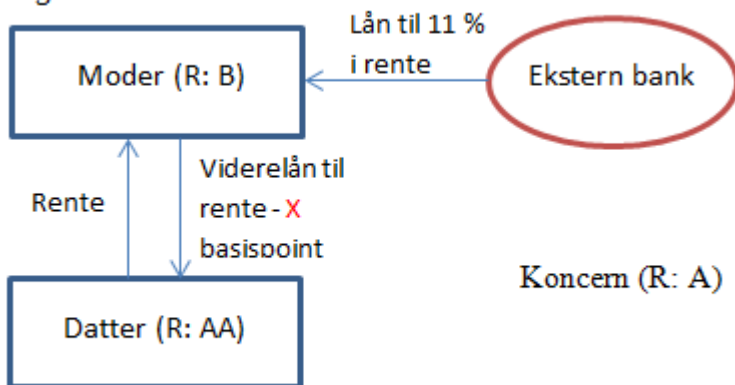 Lån til 11 %
i rente
Moder (R: B)
Ekstern bank
Rente
Viderelån til
rente - X
basispoint
Koncern (R: A)
Datter (R: AA)